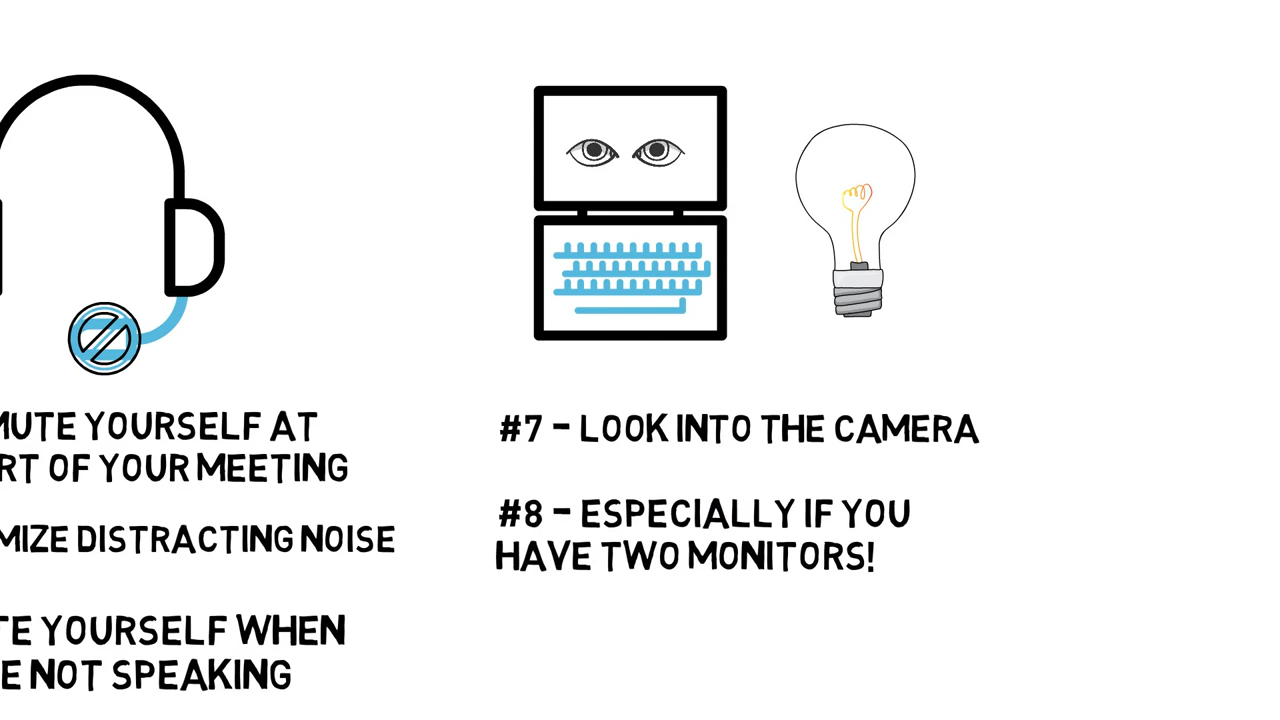 MUTE YOURSELF AT
RT OF YOUR MEETING
MIZE DISTRACTING NOISE
TE YOURSELF WHEN
E NOT SPEAKING
#7 - LOOK INTO THE CAMERA
#8 - ESPECIALLY IF YOU
HAVE TWO MONITORS!